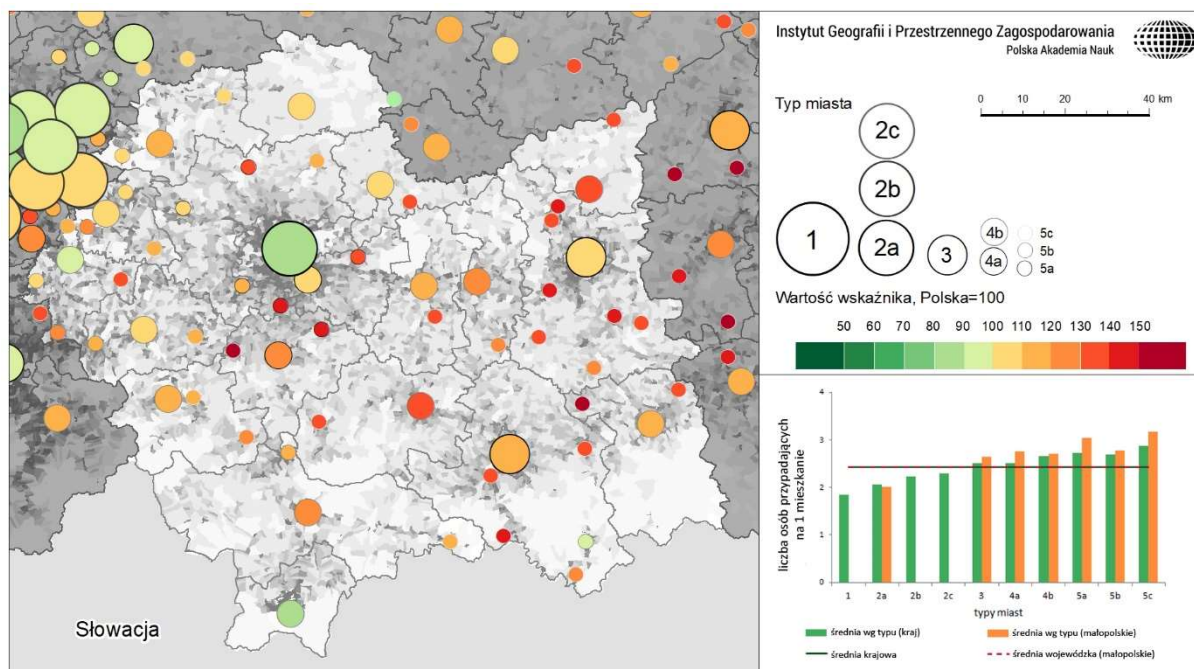 Instytut Geografii i Przestrzennego Zagospodarowania
Polska Akademia Nauk
Typ miasta
0 10 20 40 km
2c
2b
1
2a
3
4b
4a
5c
5b
5a
Wartość wskaźnika, Polska=100
50 60 70 80 90 100 110 120 130 140 150
Słowacja
liczba osób przypadających
na 1 mieszkanie
4
3
2
1
0
1 2a 2b 2c 3 4a 4b 5a 5b 5c
typy miast
średnia wg typu (kraj)
średnia wg typu (małopolskie)
średnia krajowa
średnia wojewódzka (małopolskie)